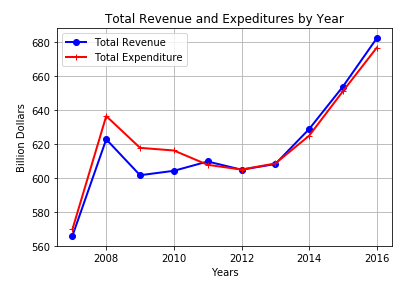 Total Revenue and Expeditures by Year
Total Revenue
Total Expenditure
Billion Dollars
680
660
640
620
600
580
560
2008
2010
2012
2014
2016
Years